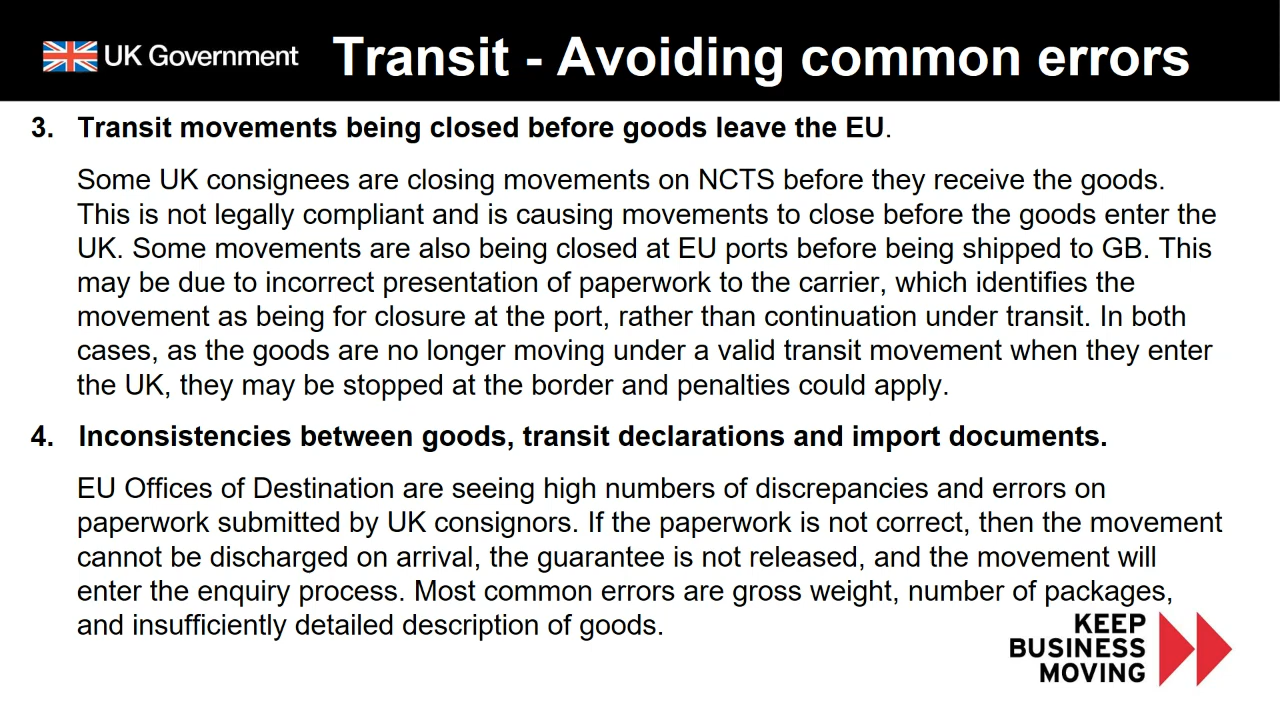 UK Government
Transit - Avoiding common errors
3. Transit movements being closed before goods leave the EU.
Some UK consignees are closing movements on NCTS before they receive the goods.
This is not legally compliant and is causing movements to close before the goods enter the
UK. Some movements are also being closed at EU ports before being shipped to GB. This
may be due to incorrect presentation of paperwork to the carrier, which identifies the
movement as being for closure at the port, rather than continuation under transit. In both
cases, as the goods are no longer moving under a valid transit movement when they enter
the UK, they may be stopped at the border and penalties could apply.
4. Inconsistencies between goods, transit declarations and import documents.
EU Offices of Destination are seeing high numbers of discrepancies and errors on
paperwork submitted by UK consignors. If the paperwork is not correct, then the movement
cannot be discharged on arrival, the guarantee is not released, and the movement will
enter the enquiry process. Most common errors are gross weight, number of packages,
and insufficiently detailed description of goods.
KEEP
BUSINESS
MOVING